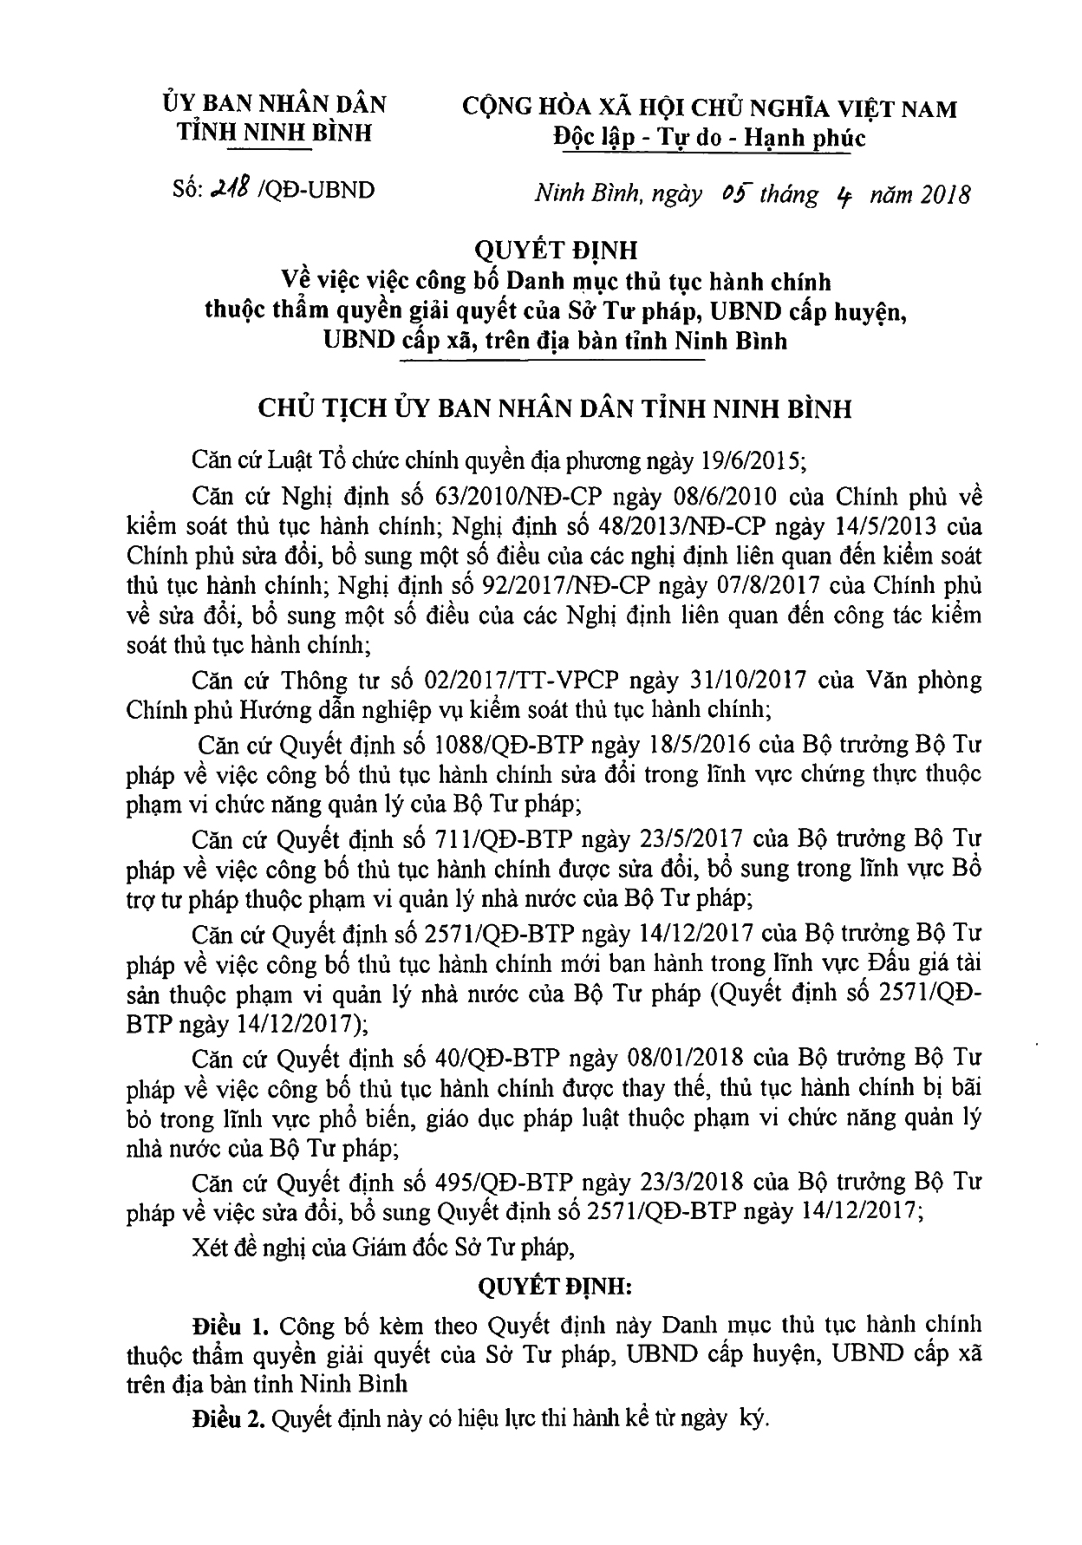 ỦY BAN NHÂN DÂN
TỈNH NINH BÌNH
CỘNG HÒA XÃ HỘI CHỦ NGHĨA VIỆT NAM
Độc lập - Tự do - Hạnh phúc
Số: 218 /QĐ-UBND
Ninh Bình, ngày 05 tháng 4 năm 2018
QUYẾT ĐỊNH
Về việc việc công bố Danh mục thủ tục hành chính
thuộc thẩm quyền giải quyết của Sở Tư pháp, UBND cấp huyện,
UBND cấp xã, trên địa bàn tỉnh Ninh Bình
CHỦ TỊCH ỦY BAN NHÂN DÂN TỈNH NINH BÌNH
Căn cứ Luật Tổ chức chính quyền địa phương ngày 19/6/2015;
Căn cứ Nghị định số 63/2010/NĐ-CP ngày 08/6/2010 của Chính phủ về
kiểm soát thủ tục hành chính; Nghị định số 48/2013/NĐ-CP ngày 14/5/2013 của
Chính phủ sửa đổi, bổ sung một số điều của các nghị định liên quan đến kiểm soát
thủ tục hành chính; Nghị định số 92/2017/NĐ-CP ngày 07/8/2017 của Chính phủ
về sửa đổi, bổ sung một số điều của các Nghị định liên quan đến công tác kiểm
soát thủ tục hành chính;
Căn cứ Thông tư số 02/2017/TT-VPCP ngày 31/10/2017 của Văn phòng
Chính phủ Hướng dẫn nghiệp vụ kiểm soát thủ tục hành chính;
Căn cứ Quyết định số 1088/QĐ-BTP ngày 18/5/2016 của Bộ trưởng Bộ Tư
pháp về việc công bố thủ tục hành chính sửa đổi trong lĩnh vực chứng thực thuộc
phạm vi chức năng quản lý của Bộ Tư pháp;
Căn cứ Quyết định số 711/QĐ-BTP ngày 23/5/2017 của Bộ trưởng Bộ Tư
pháp về việc công bố thủ tục hành chính được sửa đổi, bổ sung trong lĩnh vực Bổ
trợ tư pháp thuộc phạm vi quản lý nhà nước của Bộ Tư pháp;
Căn cứ Quyết định số 2571/QĐ-BTP ngày 14/12/2017 của Bộ trưởng Bộ Tư
pháp về việc công bố thủ tục hành chính mới ban hành trong lĩnh vực Đấu giá tài
sản thuộc phạm vi quản lý nhà nước của Bộ Tư pháp (Quyết định số 2571/QĐ-
BTP ngày 14/12/2017);
Căn cứ Quyết định số 40/QĐ-BTP ngày 08/01/2018 của Bộ trưởng Bộ Tư
pháp về việc công bố thủ tục hành chính được thay thế, thủ tục hành chính bị bãi
bỏ trong lĩnh vực phổ biến, giáo dục pháp luật thuộc phạm vi chức năng quản lý
nhà nước của Bộ Tư pháp;
Căn cứ Quyết định số 495/QĐ-BTP ngày 23/3/2018 của Bộ trưởng Bộ Tư
pháp về việc sửa đổi, bổ sung Quyết định số 2571/QĐ-BTP ngày 14/12/2017;
Xét đề nghị của Giám đốc Sở Tư pháp,
QUYẾT ĐỊNH:
Điều 1. Công bố kèm theo Quyết định này Danh mục thủ tục hành chính
thuộc thẩm quyền giải quyết của Sở Tư pháp, UBND cấp huyện, UBND cấp xã
trên địa bàn tỉnh Ninh Bình
Điều 2. Quyết định này có hiệu lực thi hành kể từ ngày ký.